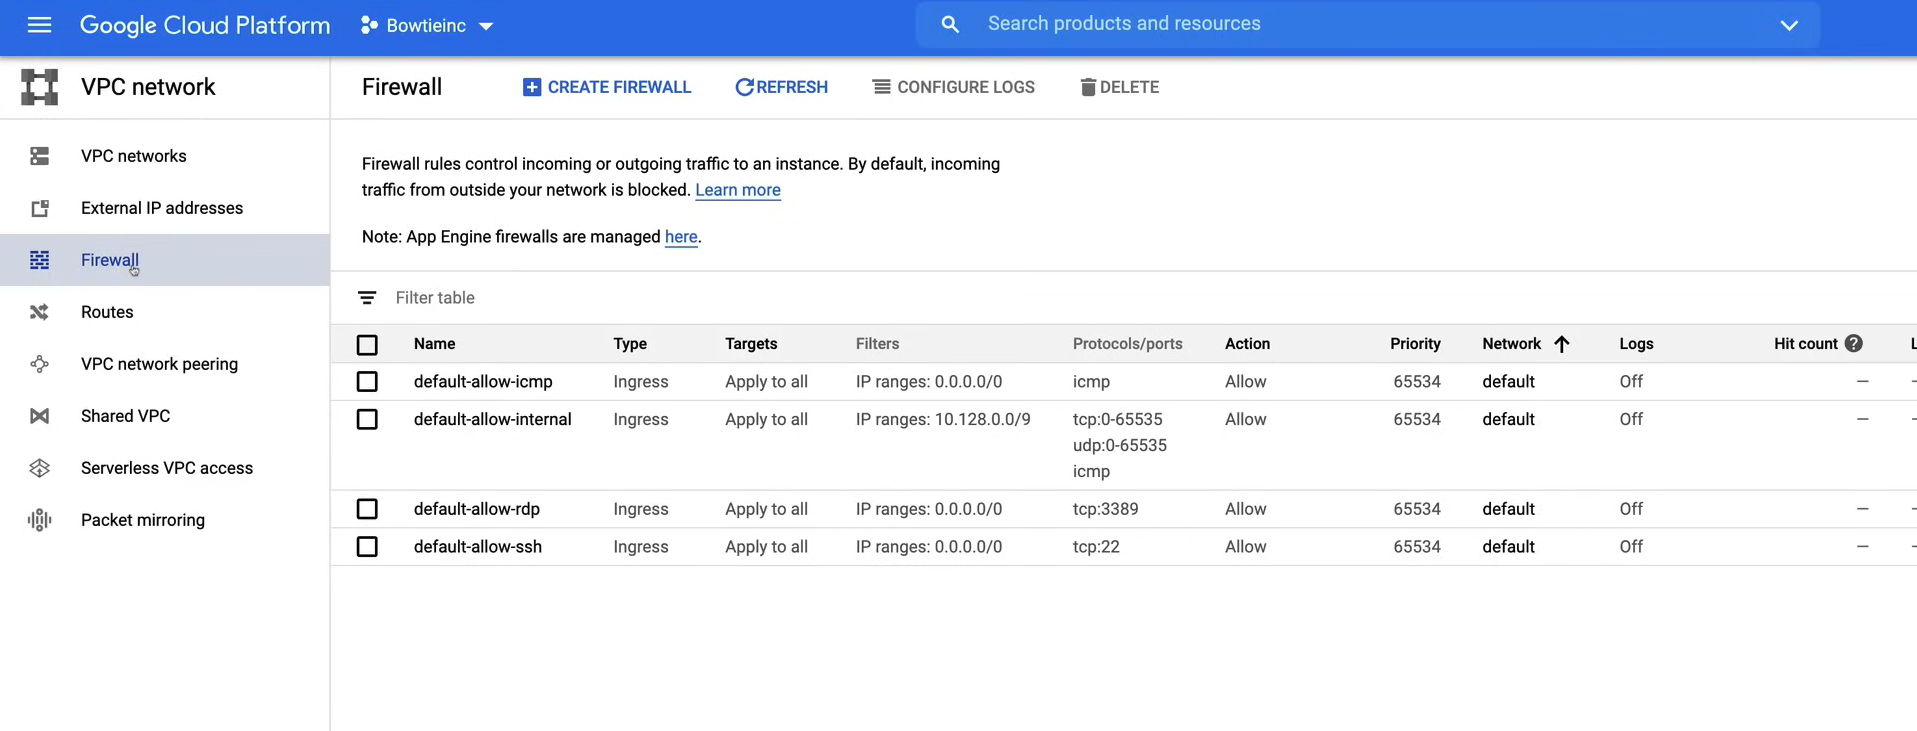 Google Cloud Platform
Bowtieinc
Search products and resources
VPC network
Firewall
CREATE FIREWALL
REFRESH
CONFIGURE LOGS
DELETE
VPC networks
External IP addresses
Firewall
Routes
VPC network peering
Shared VPC
Serverless VPC access
Packet mirroring
Firewall rules control incoming or outgoing traffic to an instance. By default, incoming
traffic from outside your network is blocked. Learn more
Note: App Engine firewalls are managed here.
Filter table
Name Type Targets Filters Protocols/ports Action Priority Network Logs Hit count L
default-allow-icmp Ingress Apply to all IP ranges: 0.0.0.0/0 icmp Allow 65534 default Off –
default-allow-internal Ingress Apply to all IP ranges: 10.128.0.0/9 tcp:0-65535 Allow 65534 default Off –
udp:0-65535
icmp
default-allow-rdp Ingress Apply to all IP ranges: 0.0.0.0/0 tcp:3389 Allow 65534 default Off –
default-allow-ssh Ingress Apply to all IP ranges: 0.0.0.0/0 tcp:22 Allow 65534 default Off –